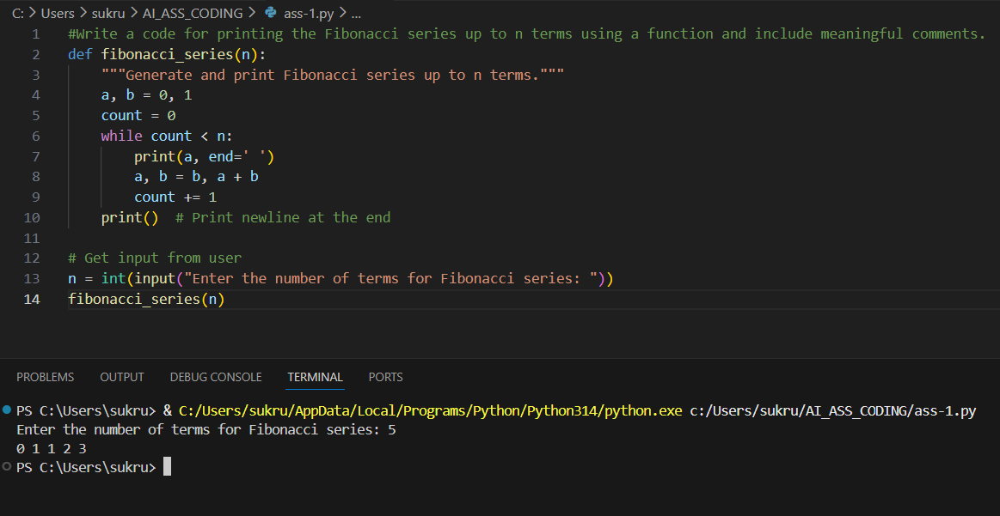 C: > Users > sukru > AI_ASS_CODING > ass-1.py > ...
1 #Write a code for printing the Fibonacci series up to n terms using a function and include meaningful comments.
2 def fibonacci_series(n):
3     """Generate and print Fibonacci series up to n terms."""
4     a, b = 0, 1
5     count = 0
6     while count < n:
7         print(a, end=' ')
8         a, b = b, a + b
9         count += 1
10     print()  # Print newline at the end
11
12 # Get input from user
13 n = int(input("Enter the number of terms for Fibonacci series: "))
14 fibonacci_series(n)
PROBLEMS OUTPUT DEBUG CONSOLE TERMINAL PORTS
PS C:\Users\sukru> & C:/Users/sukru/AppData/Local/Programs/Python/Python314/python.exe c:/Users/sukru/AI_ASS_CODING/ass-1.py
Enter the number of terms for Fibonacci series: 5
0 1 1 2 3
PS C:\Users\sukru>